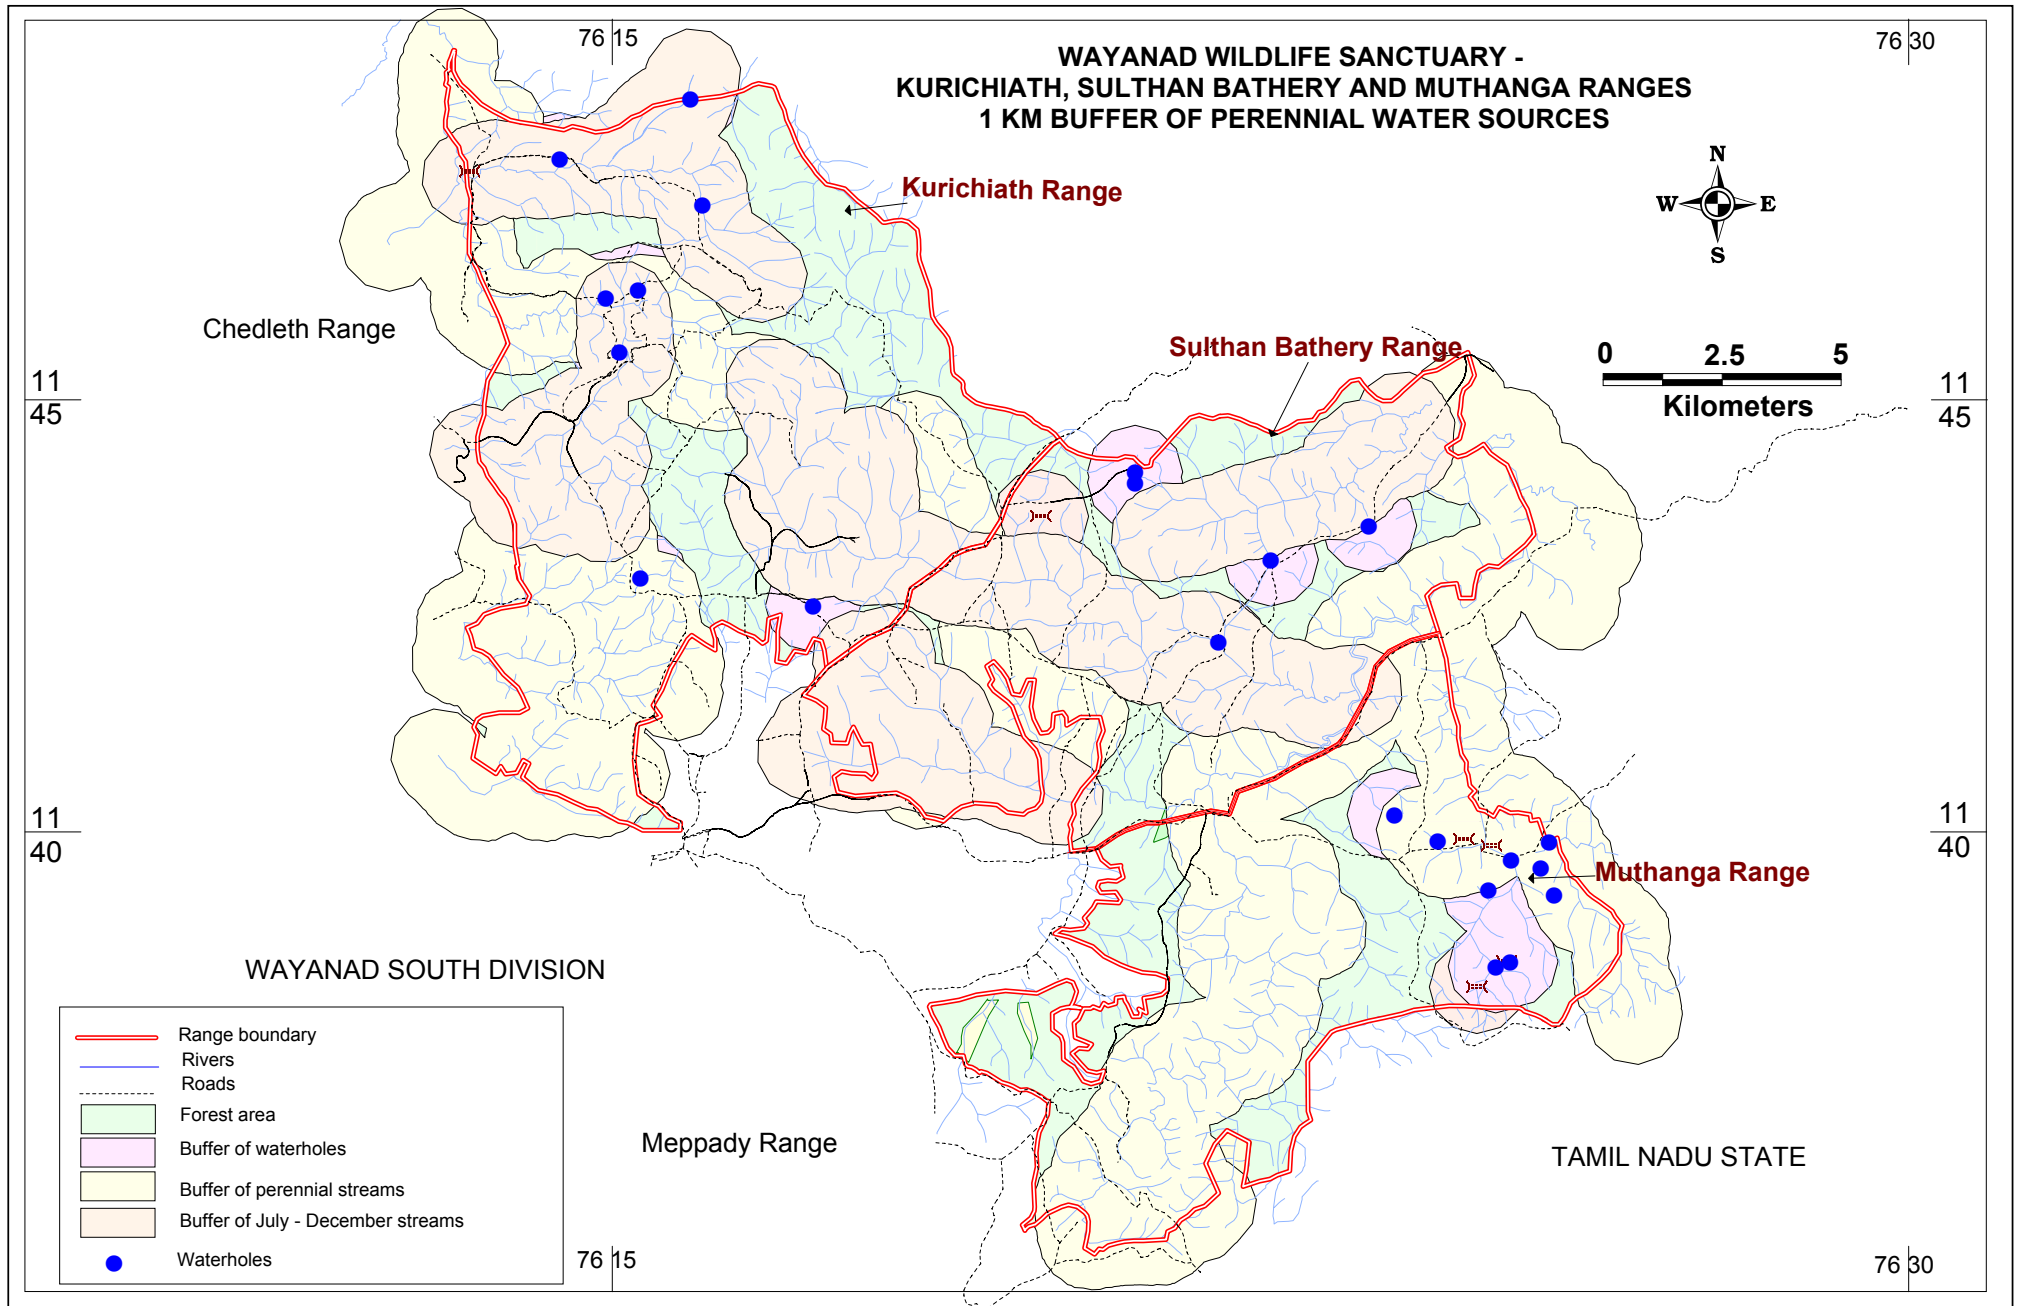 76 15
76 30
WAYANAD WILDLIFE SANCTUARY -
KURICHIATH, SULTHAN BATHERY AND MUTHANGA RANGES
1 KM BUFFER OF PERENNIAL WATER SOURCES
N
W E
S
Kurichiath Range
Chedleth Range
Sulthan Bathery Range
0 2.5 5
Kilometers
11
45
11
45
11
40
11
40
Muthanga Range
WAYANAD SOUTH DIVISION
Range boundary
Rivers
Roads
Forest area
Buffer of waterholes
Buffer of perennial streams
Buffer of July - December streams
Waterholes
Meppady Range
TAMIL NADU STATE
76 15
76 30